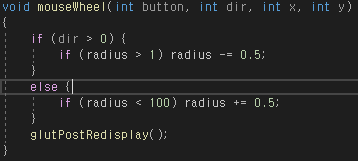 void mouseWheel(int button, int dir, int x, int y)
{
    if (dir > 0) {
        if (radius > 1) radius -= 0.5;
    }
    else {
        if (radius < 100) radius += 0.5;
    }
    glutPostRedisplay();
}